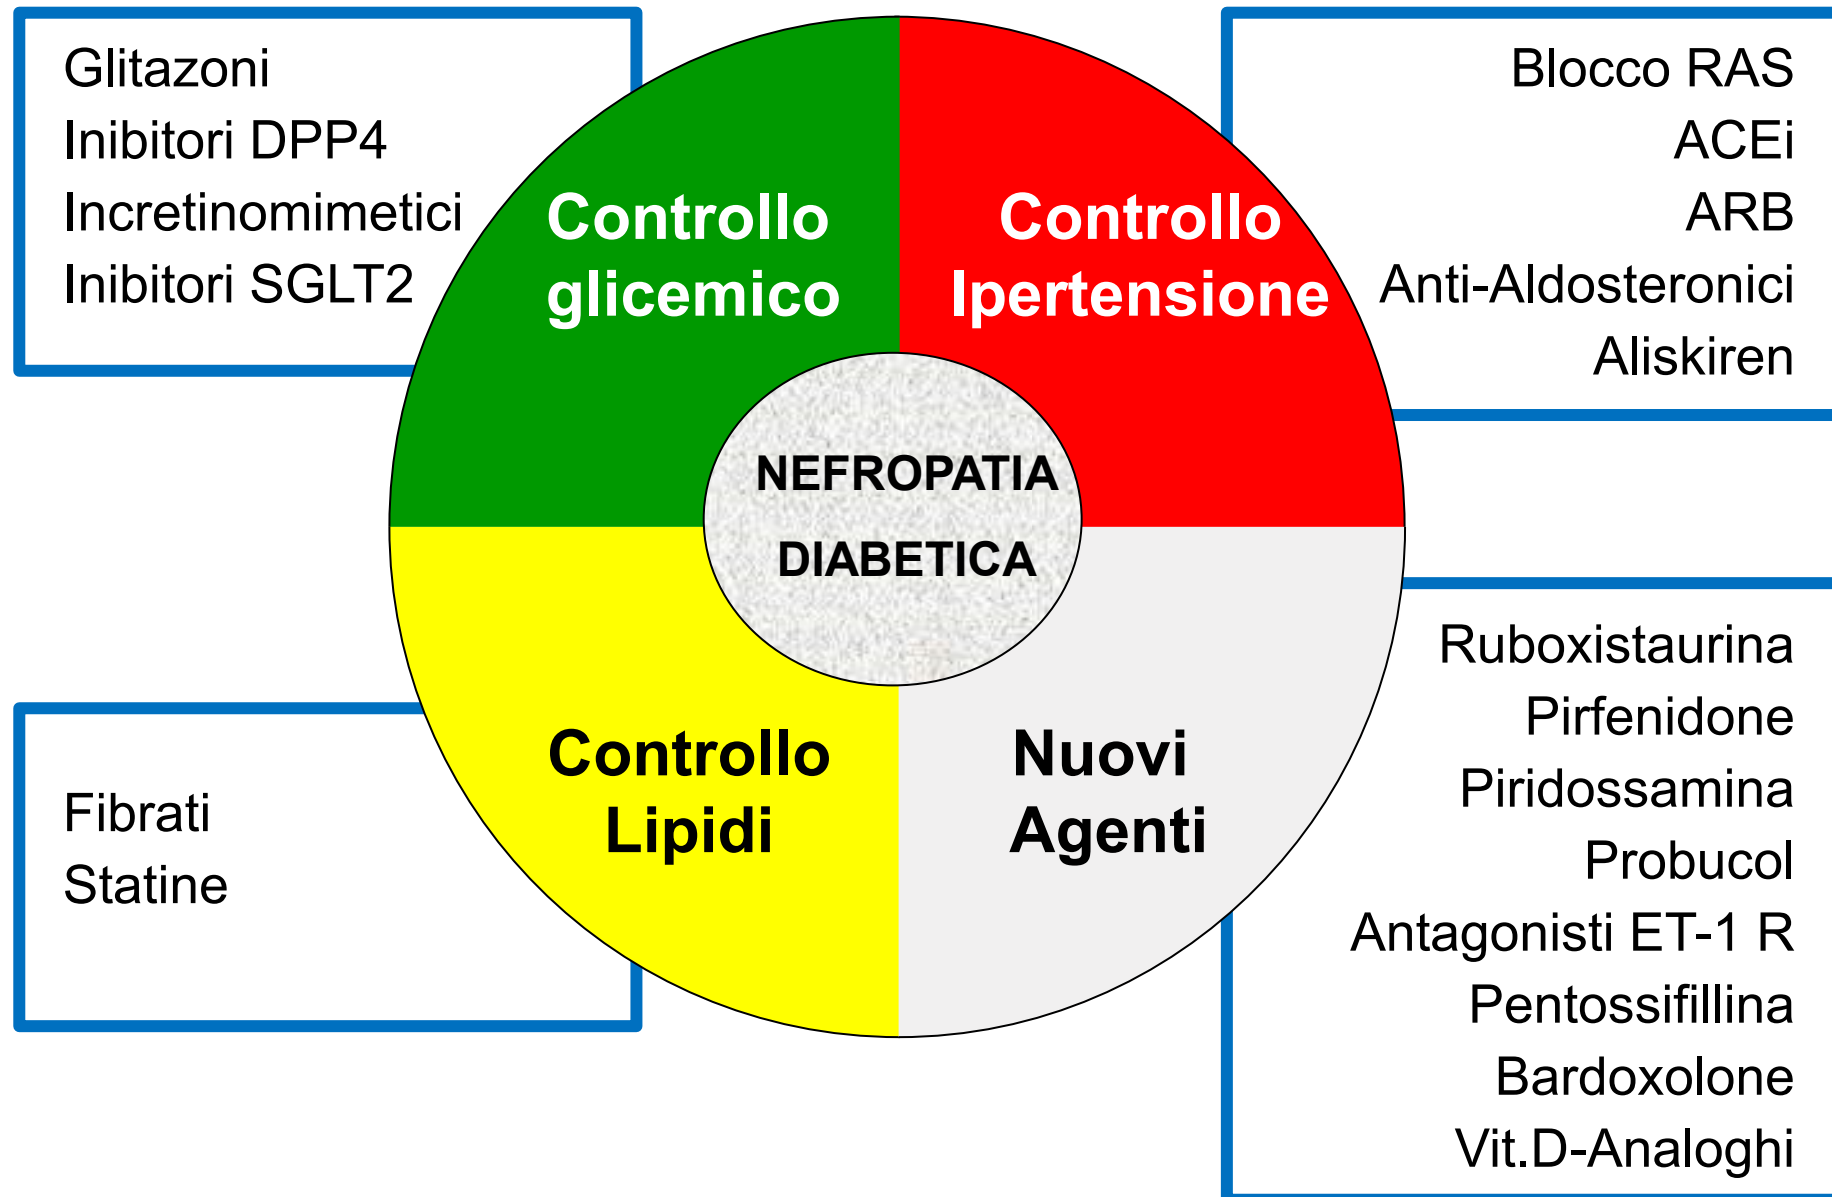 Glitazoni
Inibitori DPP4
Incretinomimetici
Inibitori SGLT2
Controllo
glicemico
Controllo
Ipertensione
Blocco RAS
ACEi
ARB
Anti-Aldosteronici
Aliskiren
NEFROPATIA
DIABETICA
Fibrati
Statine
Controllo
Lipidi
Nuovi
Agenti
Ruboxistaurina
Pirfenidone
Piridossamina
Probucol
Antagonisti ET-1 R
Pentossifillina
Bardoxolone
Vit.D-Analoghi